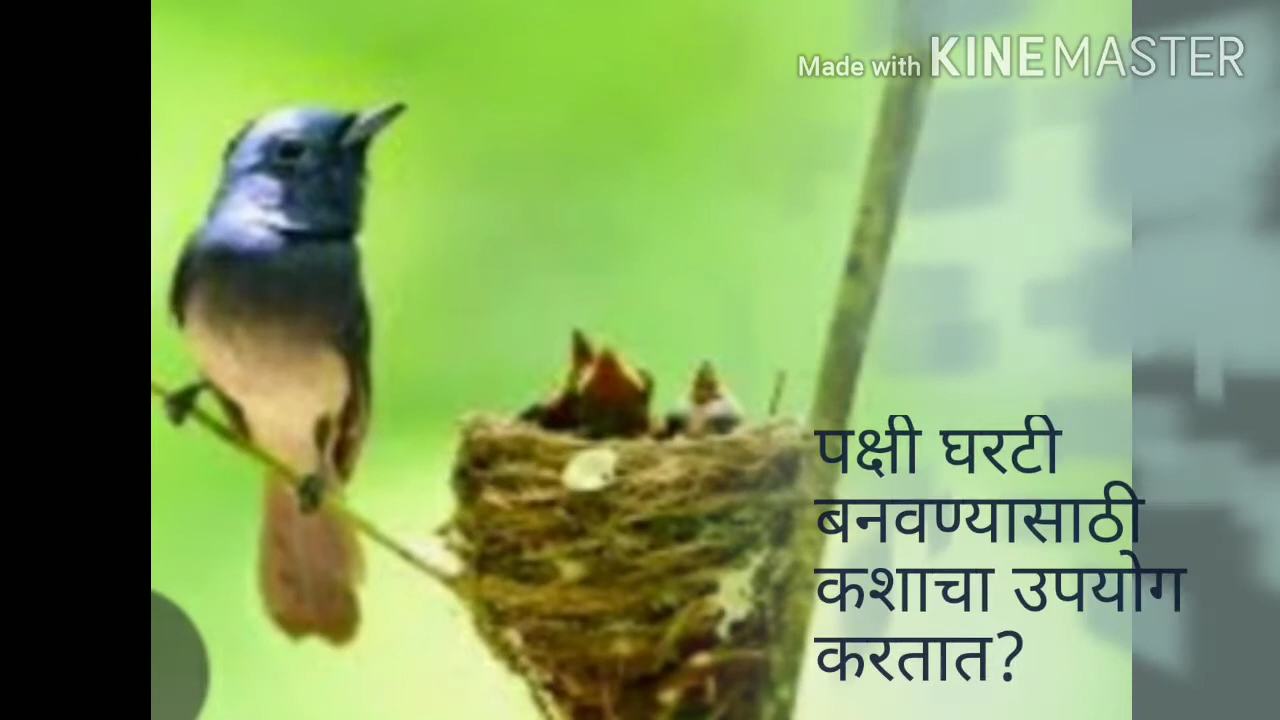 Made with KINEMASTER
पक्षी घरटी
बनवण्यासाठी
कशाचा उपयोग
करतात?